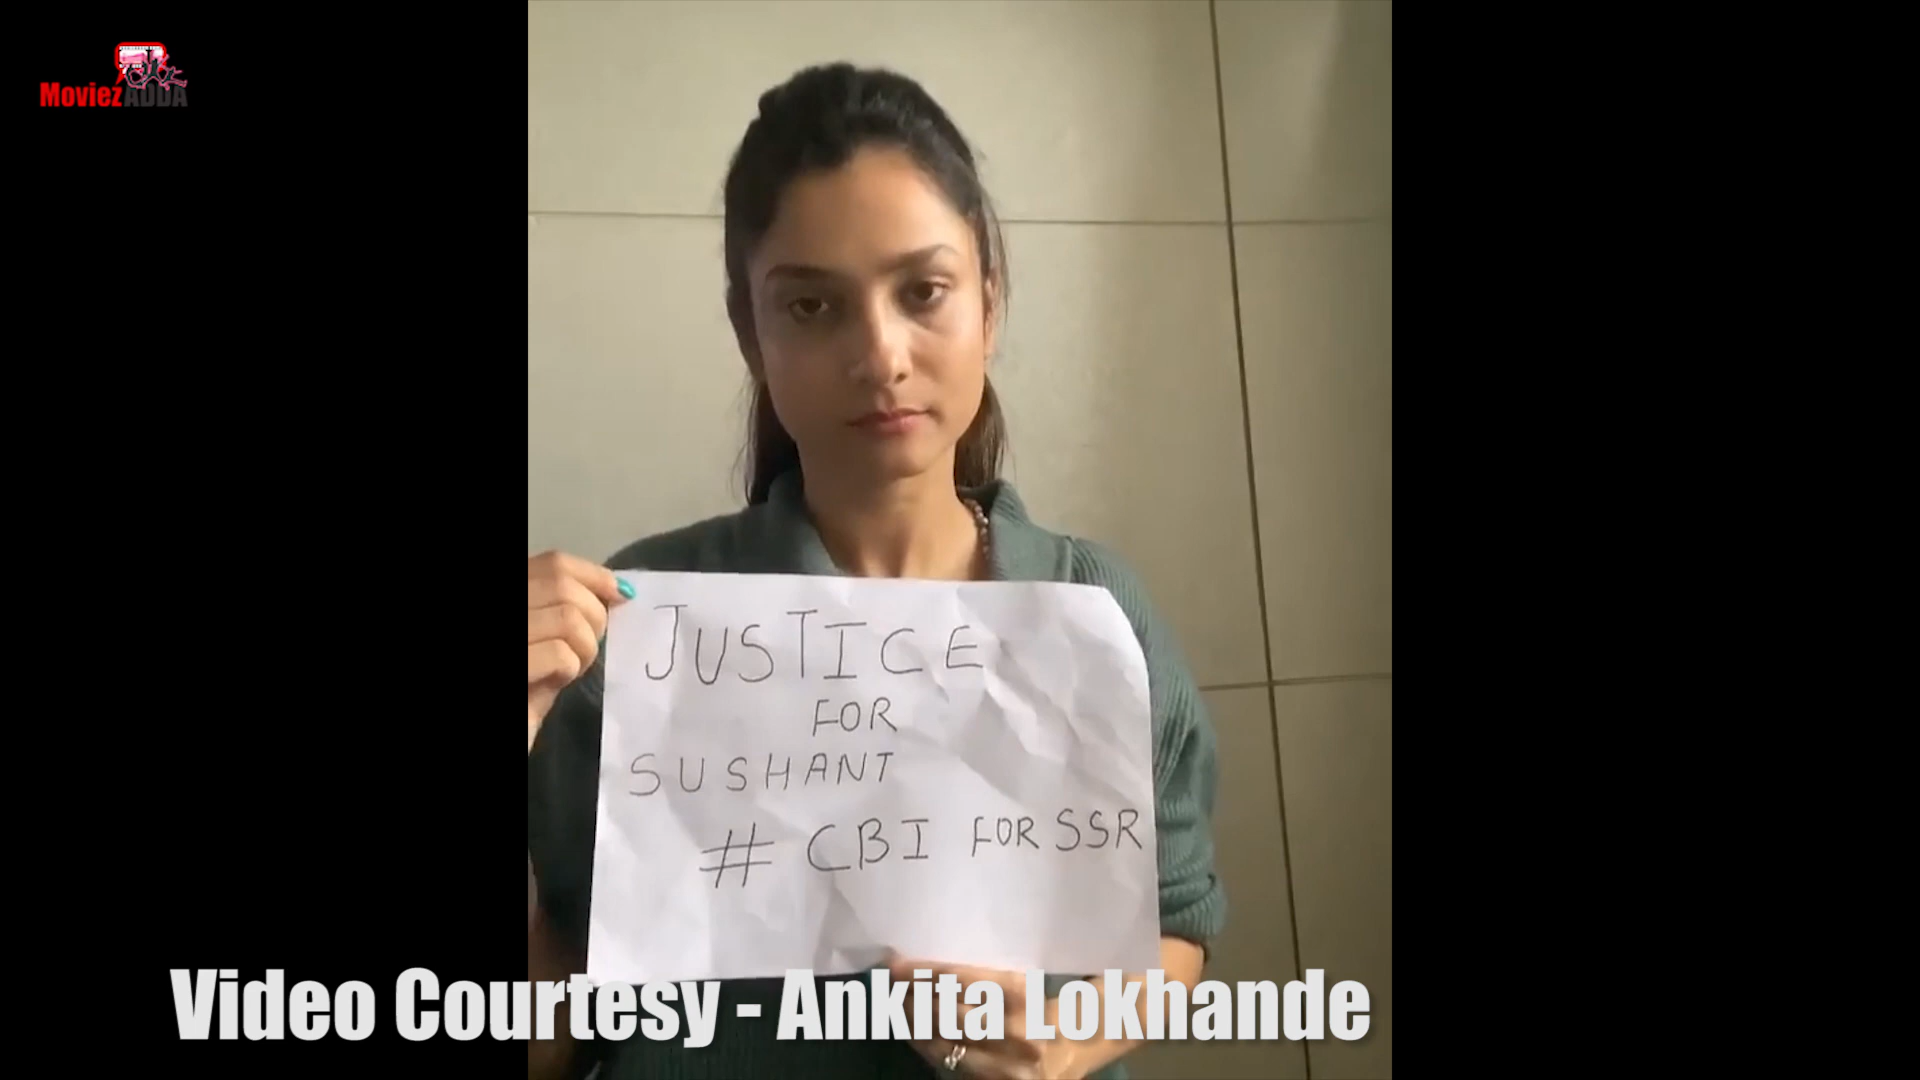 MoviezADDA
JUSTICE
FOR
SUSHANT
# CBI FOR SSR
Video Courtesy - Ankita Lokhande